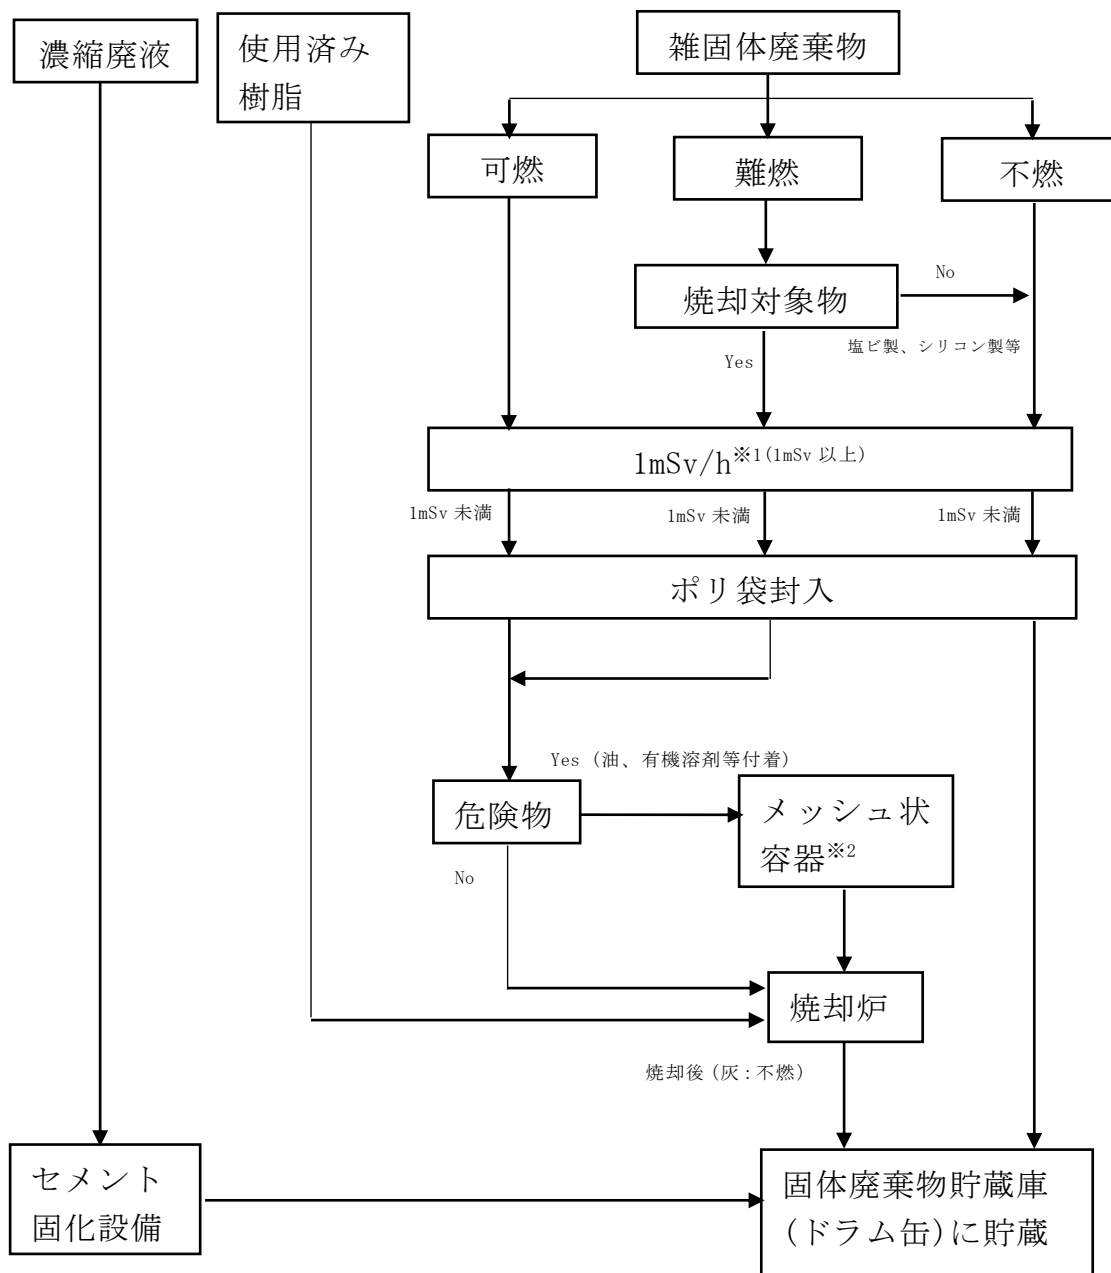 濃縮廃液
使用済み
樹脂
雑固体廃棄物
可燃
難燃
不燃
焼却対象物
No
塩ビ製、シリコン製等
Yes
1mSv/h※1(1mSv 以上)
1mSv 未満
1mSv 未満
1mSv 未満
ポリ袋封入
Yes (油、有機溶剤等付着)
危険物
メッシュ状
容器※2
No
焼却炉
焼却後 (灰:不燃)
セメント
固化設備
固体廃棄物貯蔵庫
(ドラム缶)に貯蔵